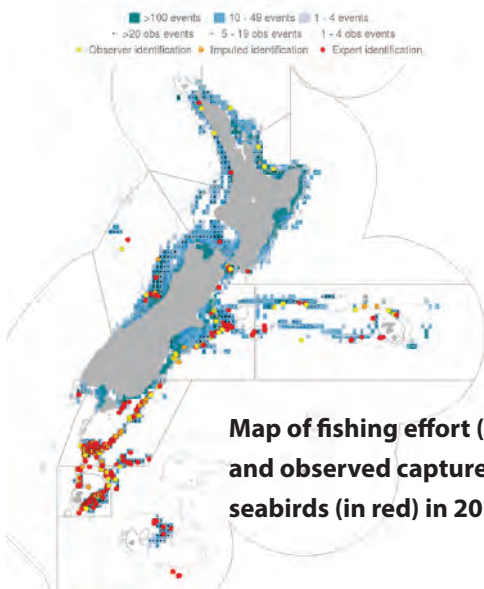 >100 events 10 - 49 events 1 - 4 events
>20 obs events 5 - 19 obs events 1 - 4 obs events
Observer identification Imputed identification Expert identification
Map of fishing effort (
and observed capture
seabirds (in red) in 20